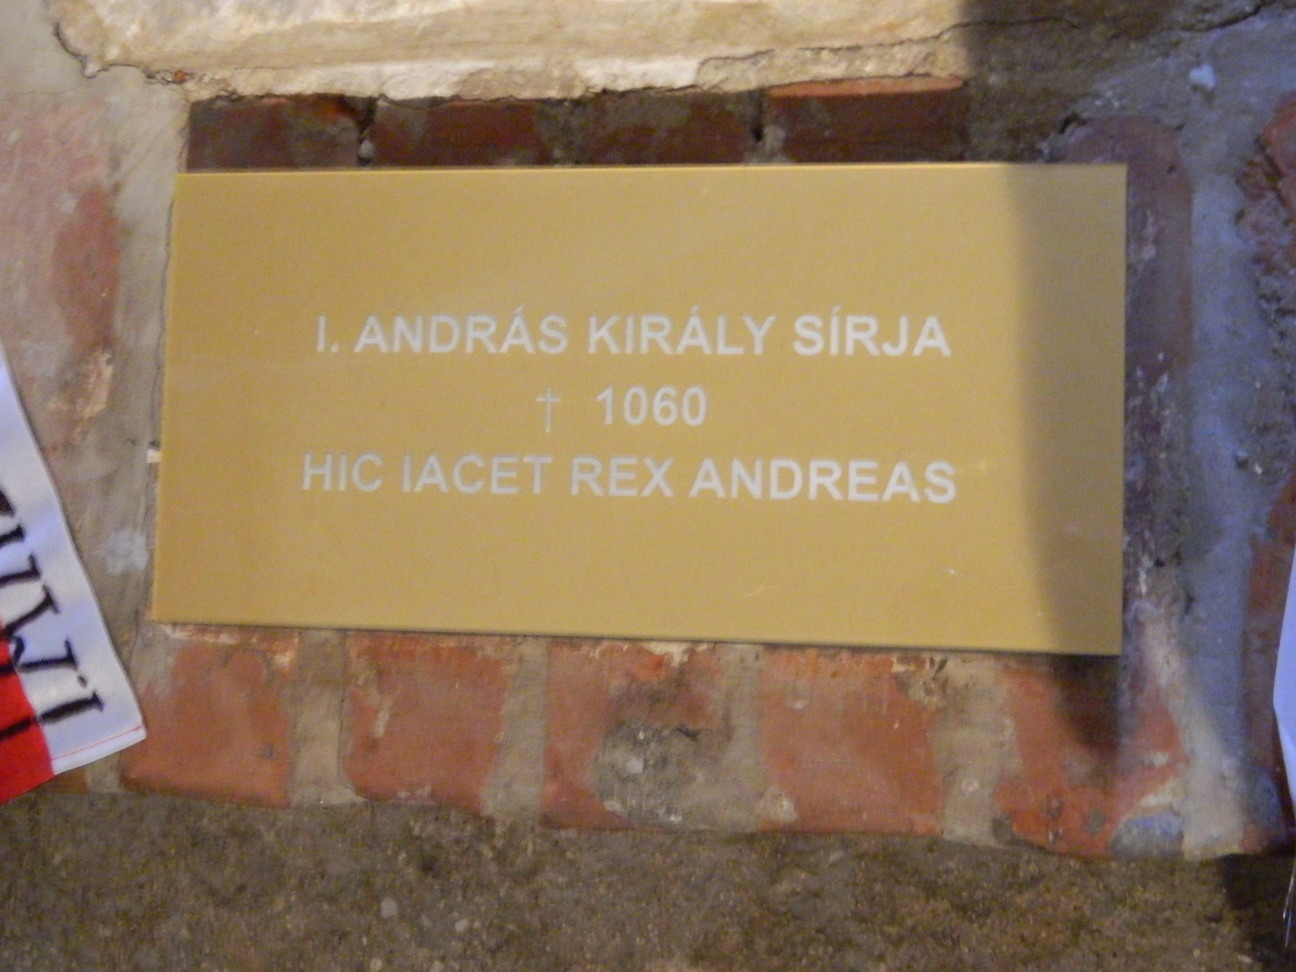 I. ANDRÁS KIRÁLY SÍRJA
† 1060
HIC IACET REX ANDREAS